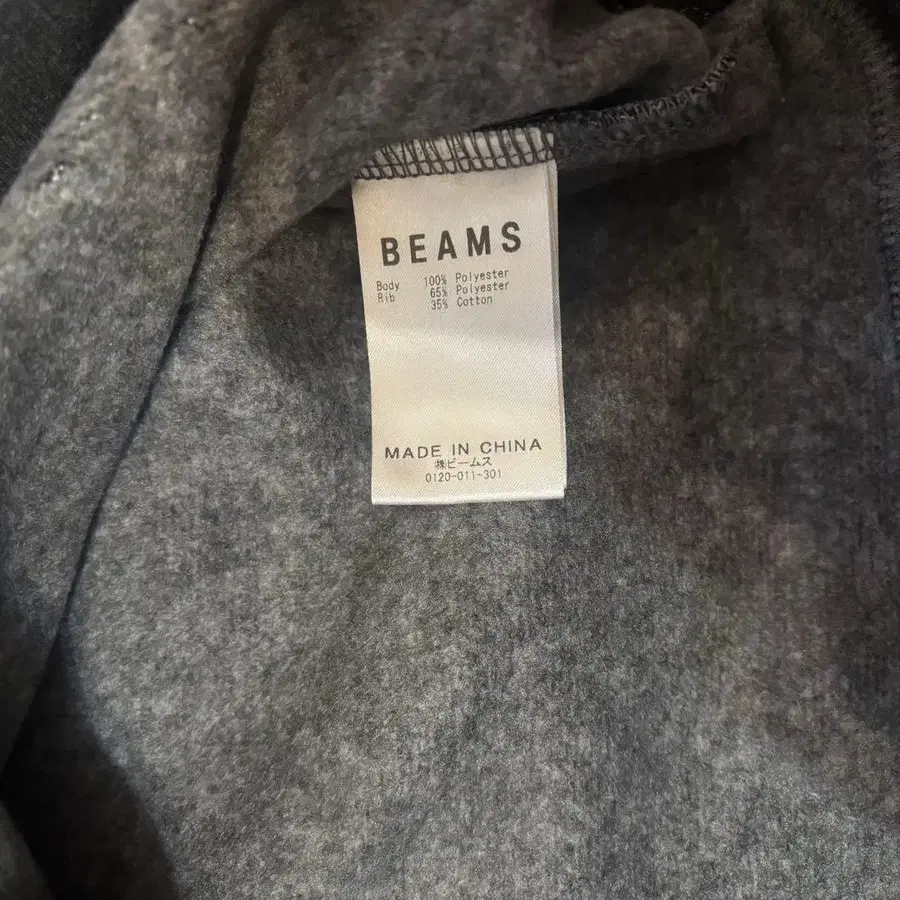 BEAMS
Body 100% Polyester
Rib 65% Polyester
35% Cotton
MADE IN CHINA
㈱ビームス
0120-011-301